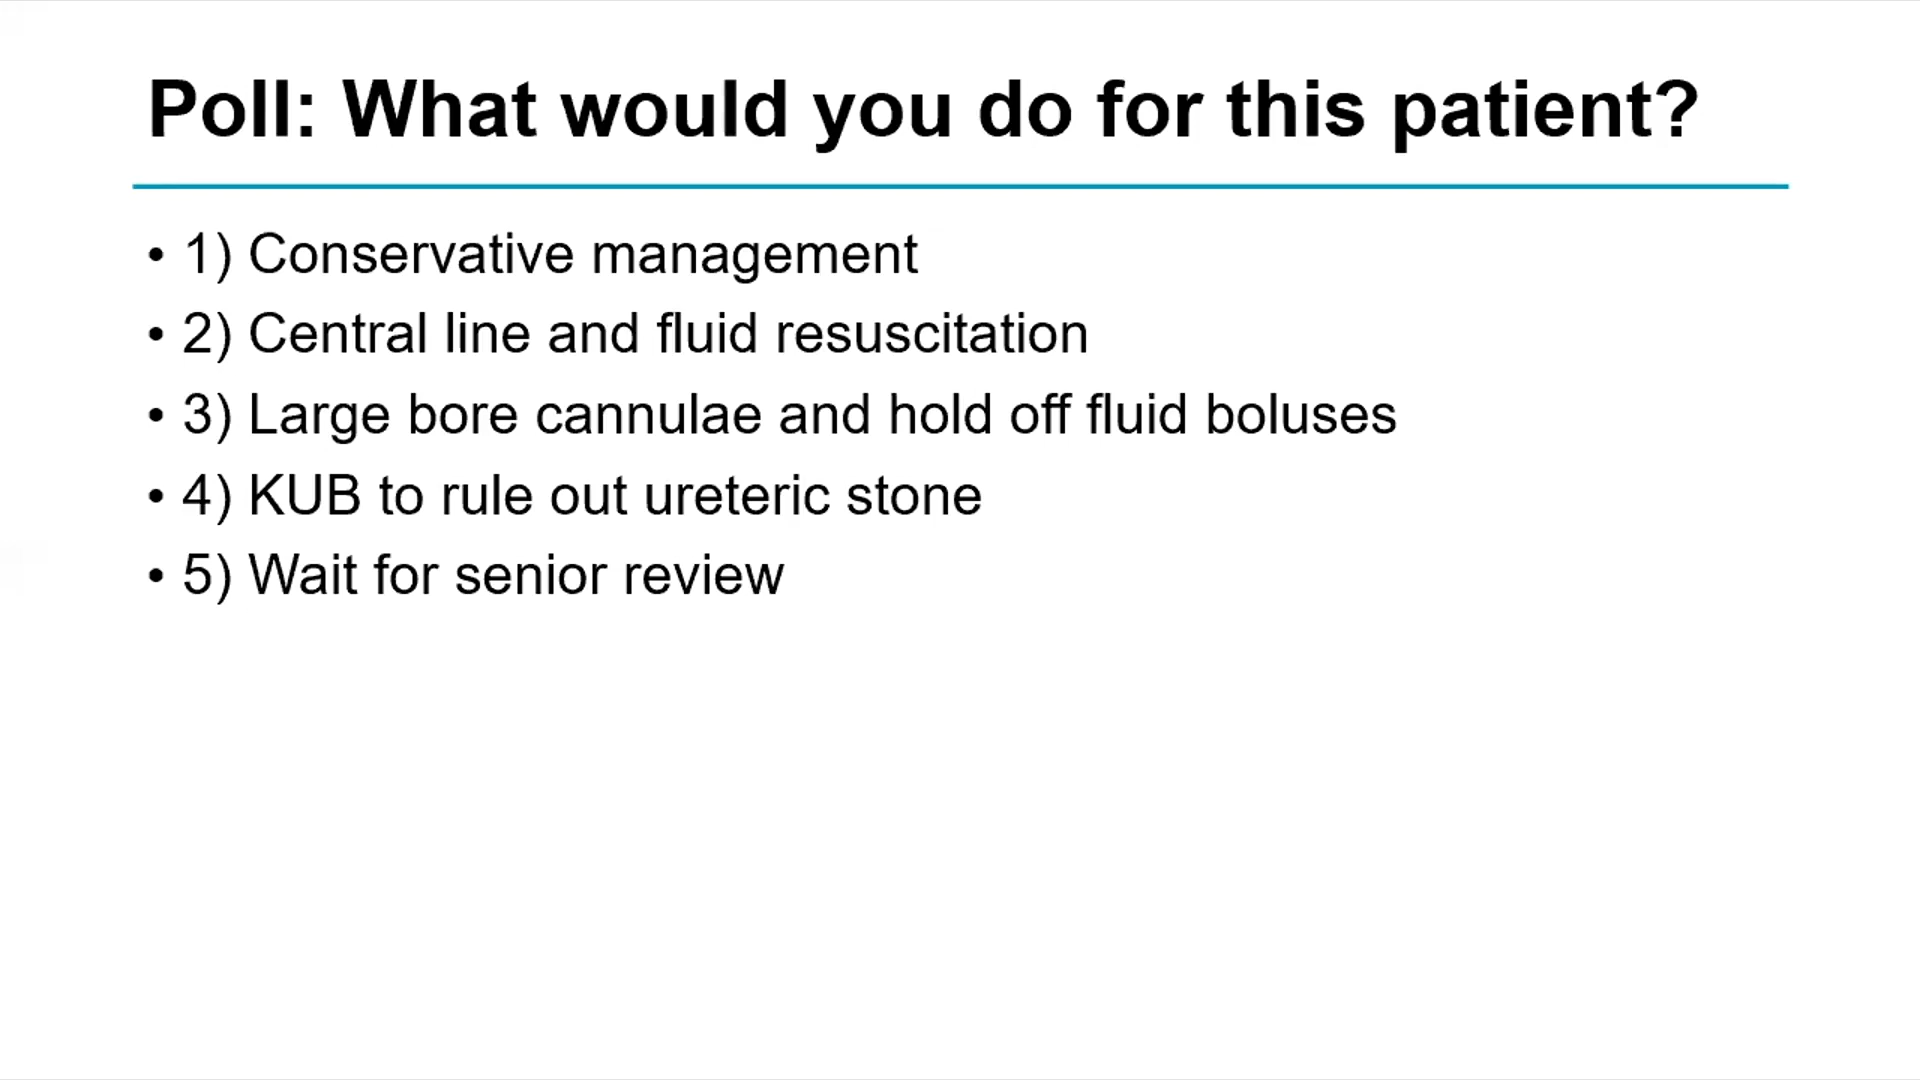 Poll: What would you do for this patient?
• 1) Conservative management
• 2) Central line and fluid resuscitation
• 3) Large bore cannulae and hold off fluid boluses
• 4) KUB to rule out ureteric stone
• 5) Wait for senior review